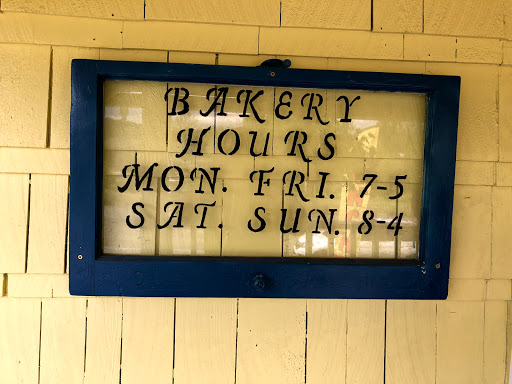 BAKERY
HOURS
MON. FRI. 7-5
SAT. SUN. 8-4